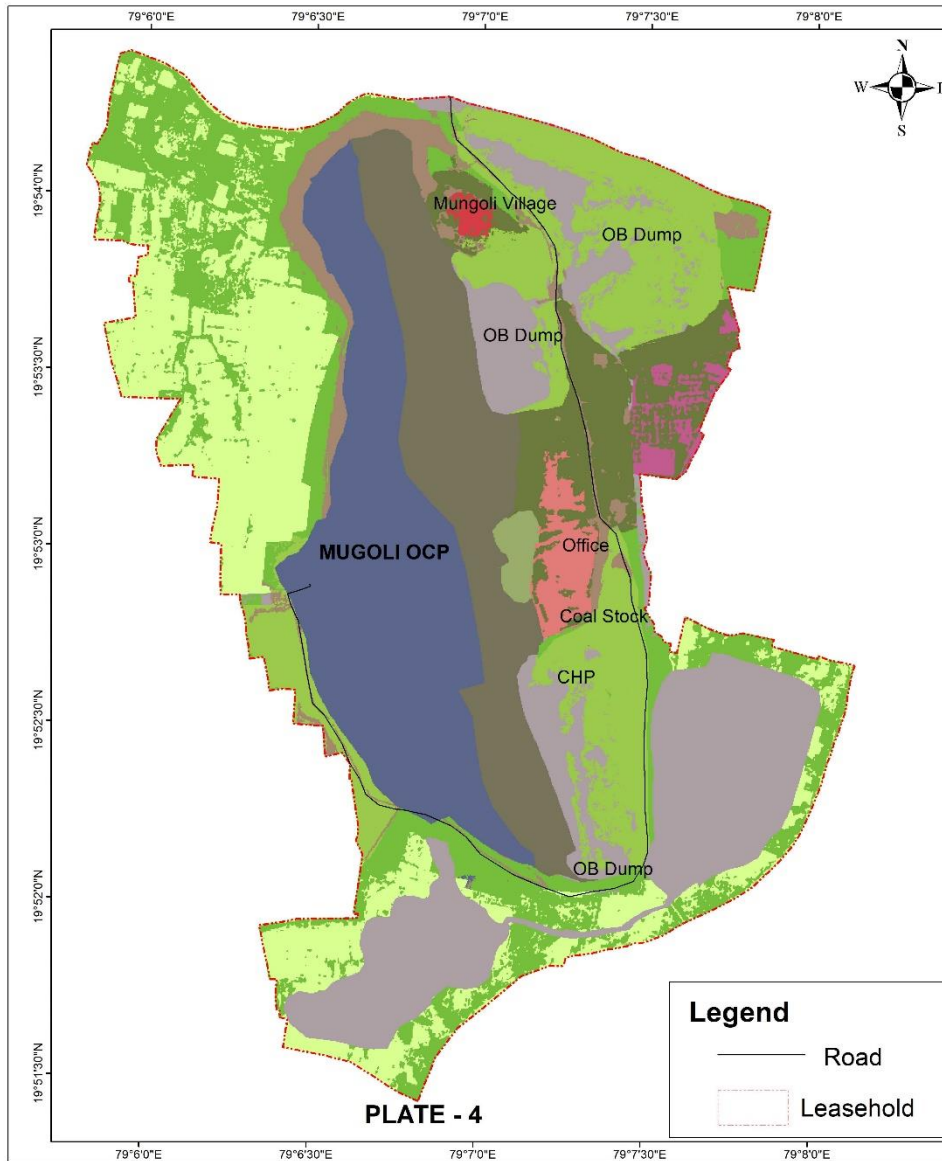 79°6'0"E 79°6'30"E 79°7'0"E 79°7'30"E 79°8'0"E
N
W
S
19°54'0"N
Mungoli Village
OB Dump
OB Dump
19°53'30"N
19°53'0"N
Office
MUGOLI OCP
Coal Stock
CHP
19°52'30"N
OB Dump
19°52'0"N
Legend
Road
Leasehold
19°51'30"N
PLATE - 4
79°6'0"E 79°6'30"E 79°7'0"E 79°7'30"E 79°8'0"E